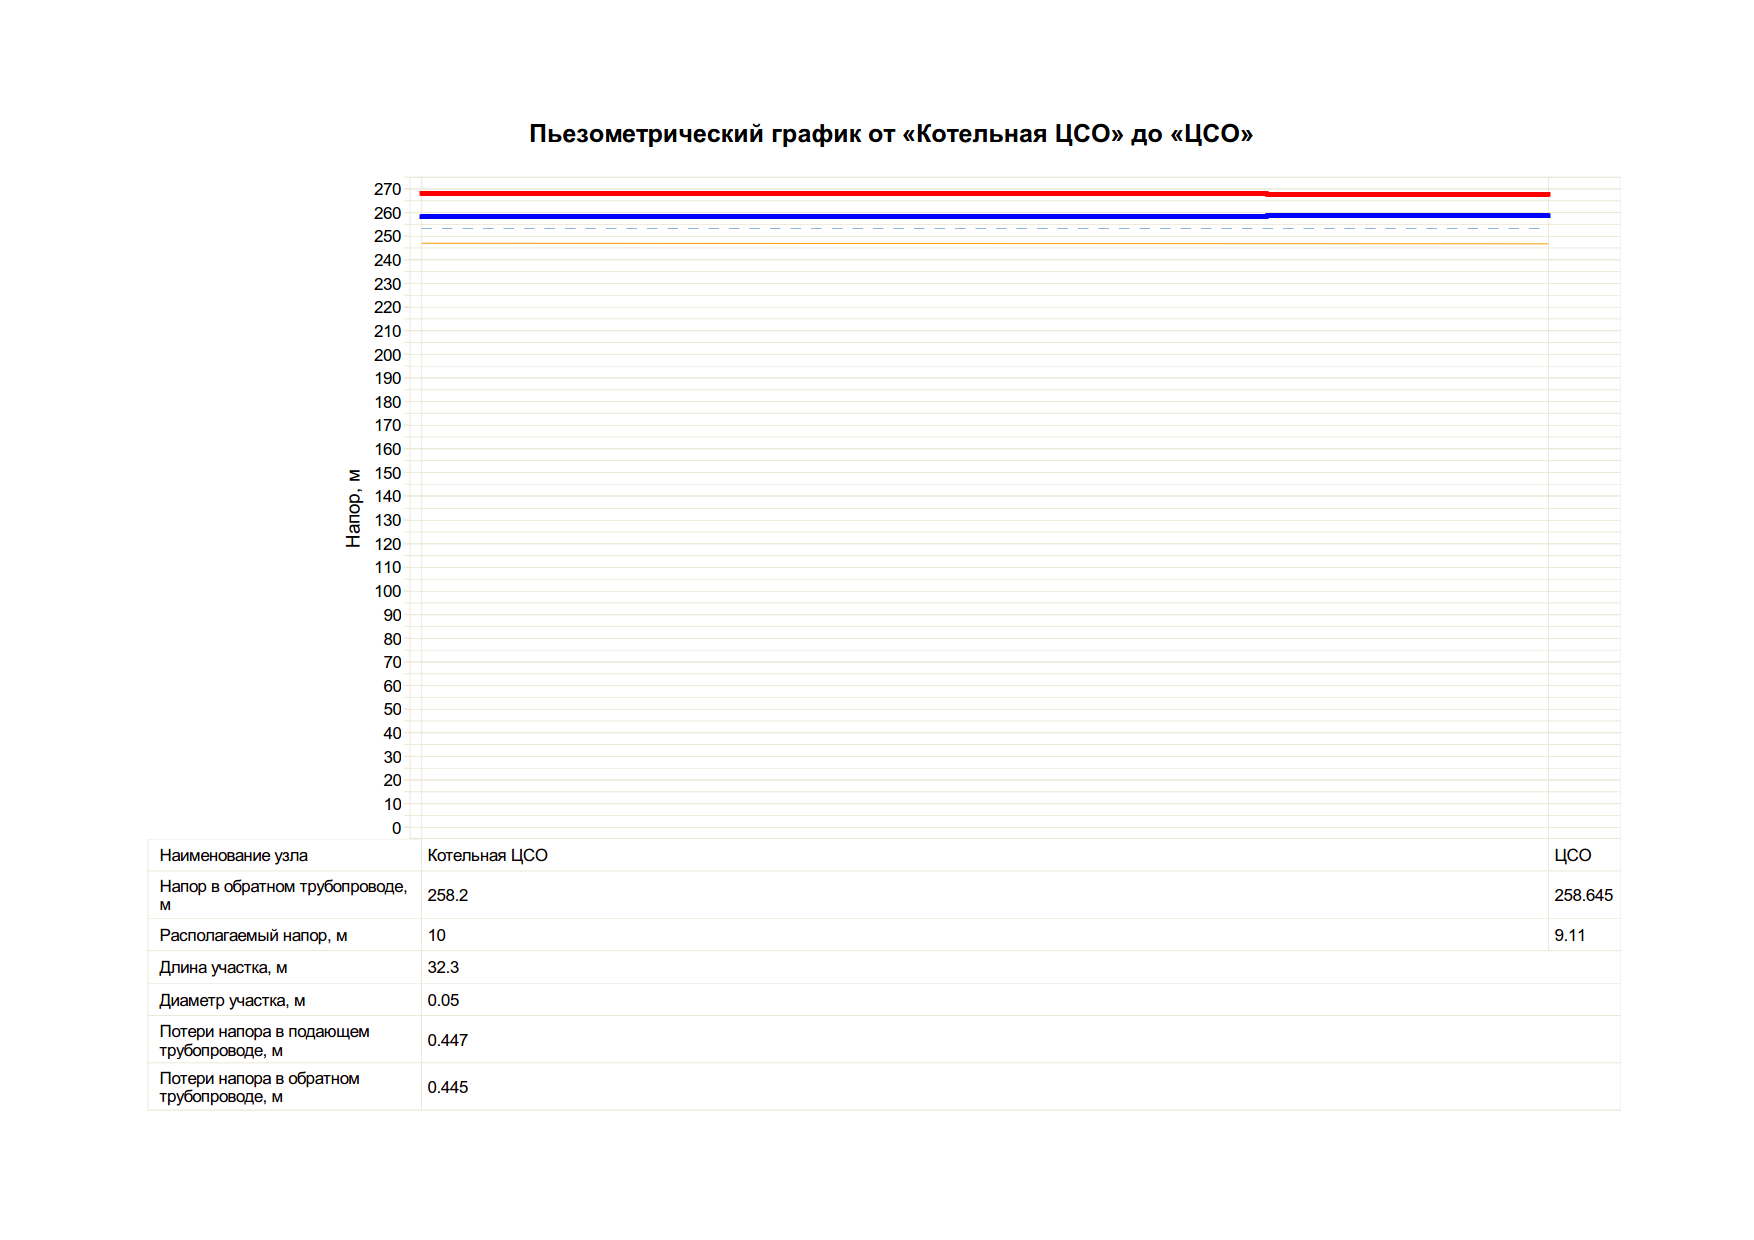 Пьезометрический график от «Котельная ЦСО» до «ЦСО»
270
260
250
240
230
220
210
200
190
180
170
160
150
140
130
120
110
100
90
80
70
60
50
40
30
20
10
0
Напор, м
Наименование узла Котельная ЦСО ЦСО
Напор в обратном трубопроводе,
м
258.2 258.645
Располагаемый напор, м 10 9.11
Длина участка, м 32.3
Диаметр участка, м 0.05
Потери напора в подающем
трубопроводе, м
0.447
Потери напора в обратном
трубопроводе, м
0.445